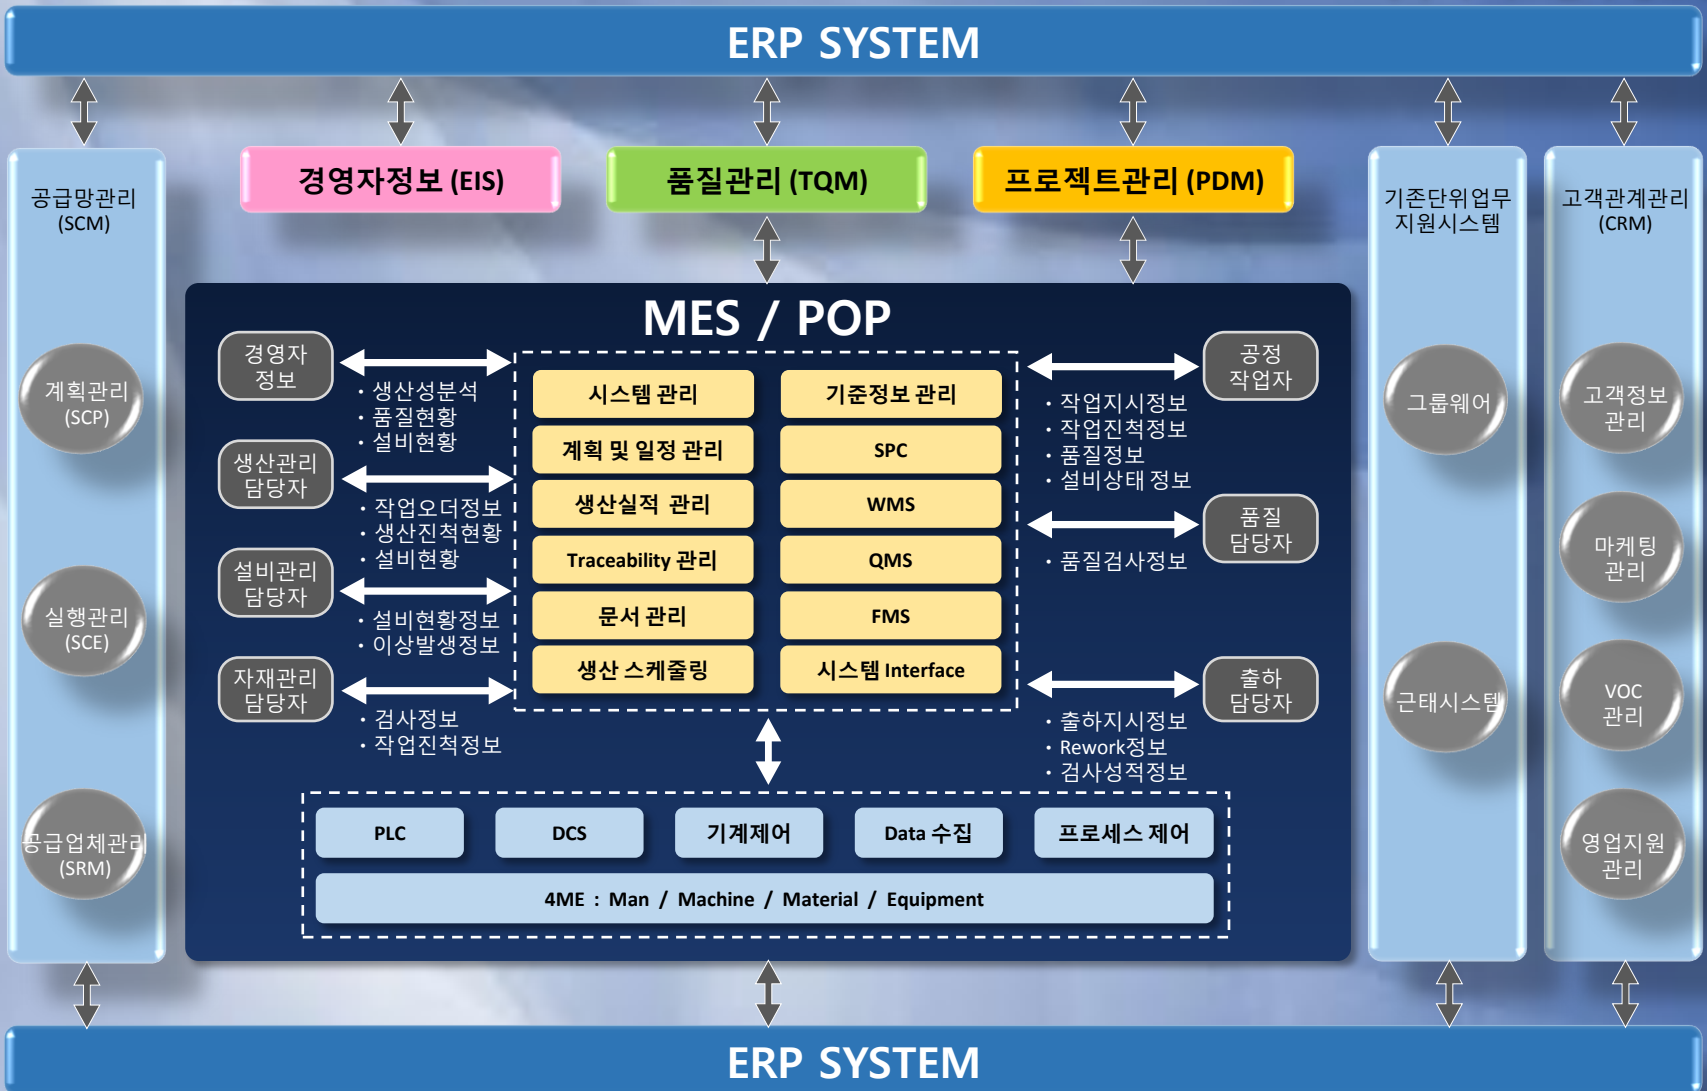 ERP SYSTEM
공급망관리
(SCM)
계획관리
(SCP)
실행관리
(SCE)
공급업체관리
(SRM)
경영자정보 (EIS)
품질관리 (TQM)
프로젝트관리 (PDM)
MES / POP
경영자
정보
· 생산성분석
· 품질현황
· 설비현황
생산관리
담당자
· 작업오더정보
· 생산진척현황
· 설비현황
설비관리
담당자
· 설비현황정보
· 이상발생정보
자재관리
담당자
· 검사정보
· 작업진척정보
시스템 관리
기준정보 관리
계획 및 일정 관리
SPC
생산실적 관리
WMS
Traceability 관리
QMS
문서 관리
FMS
생산 스케줄링
시스템 Interface
공정
작업자
· 작업지시정보
· 작업진척정보
· 품질정보
· 설비상태 정보
품질
담당자
· 품질검사정보
출하
담당자
· 출하지시정보
· Rework정보
· 검사성적정보
PLC
DCS
기계제어
Data 수집
프로세스 제어
4ME : Man / Machine / Material / Equipment
기존단위업무
지원시스템
그룹웨어
근태시스템
고객관계관리
(CRM)
고객정보
관리
마케팅
관리
VOC
관리
영업지원
관리
ERP SYSTEM